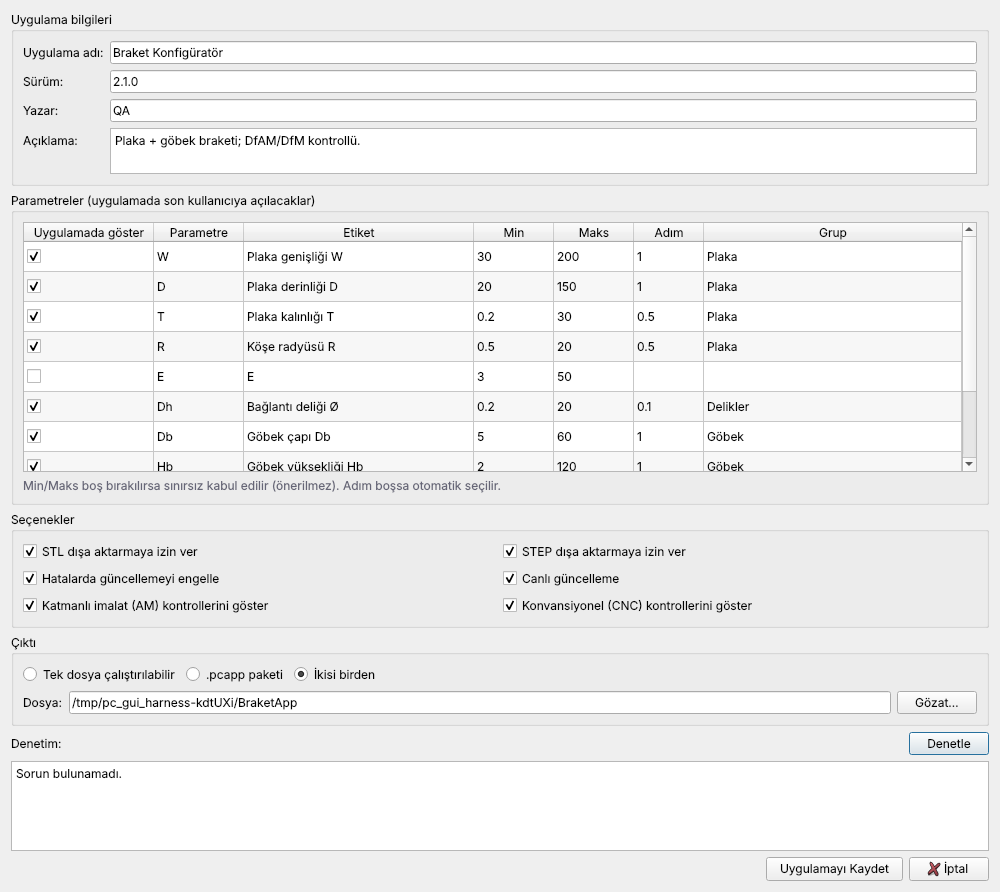 Uygulama bilgileri
Uygulama adı: Braket Konfigüratör
Sürüm: 2.1.0
Yazar: QA
Açıklama: Plaka + göbek braketi; DfAM/DfM kontrollü.
Parametreler (uygulamada son kullanıcıya açılacaklar)
Uygulamada göster Parametre Etiket Min Maks Adım Grup
W Plaka genişliği W 30 200 1 Plaka
D Plaka derinliği D 20 150 1 Plaka
T Plaka kalınlığı T 0.2 30 0.5 Plaka
R Köşe radyüsü R 0.5 20 0.5 Plaka
E E 3 50
Dh Bağlantı deliği Ø 0.2 20 0.1 Delikler
Db Göbek çapı Db 5 60 1 Göbek
Hb Göbek yüksekliği Hb 2 120 1 Göbek
Min/Maks boş bırakılırsa sınırsız kabul edilir (önerilmez). Adım boşsa otomatik seçilir.
Seçenekler
STL dışa aktarmaya izin ver STEP dışa aktarmaya izin ver
Hatalarda güncellemeyi engelle Canlı güncelleme
Katmanlı imalat (AM) kontrollerini göster Konvansiyonel (CNC) kontrollerini göster
Çıktı
Tek dosya çalıştırılabilir .pcapp paketi İkisi birden
Dosya: /tmp/pc_gui_harness-kdtUXi/BraketApp Gözat...
Denetim: Denetle
Sorun bulunamadı.
Uygulamayı Kaydet İptal